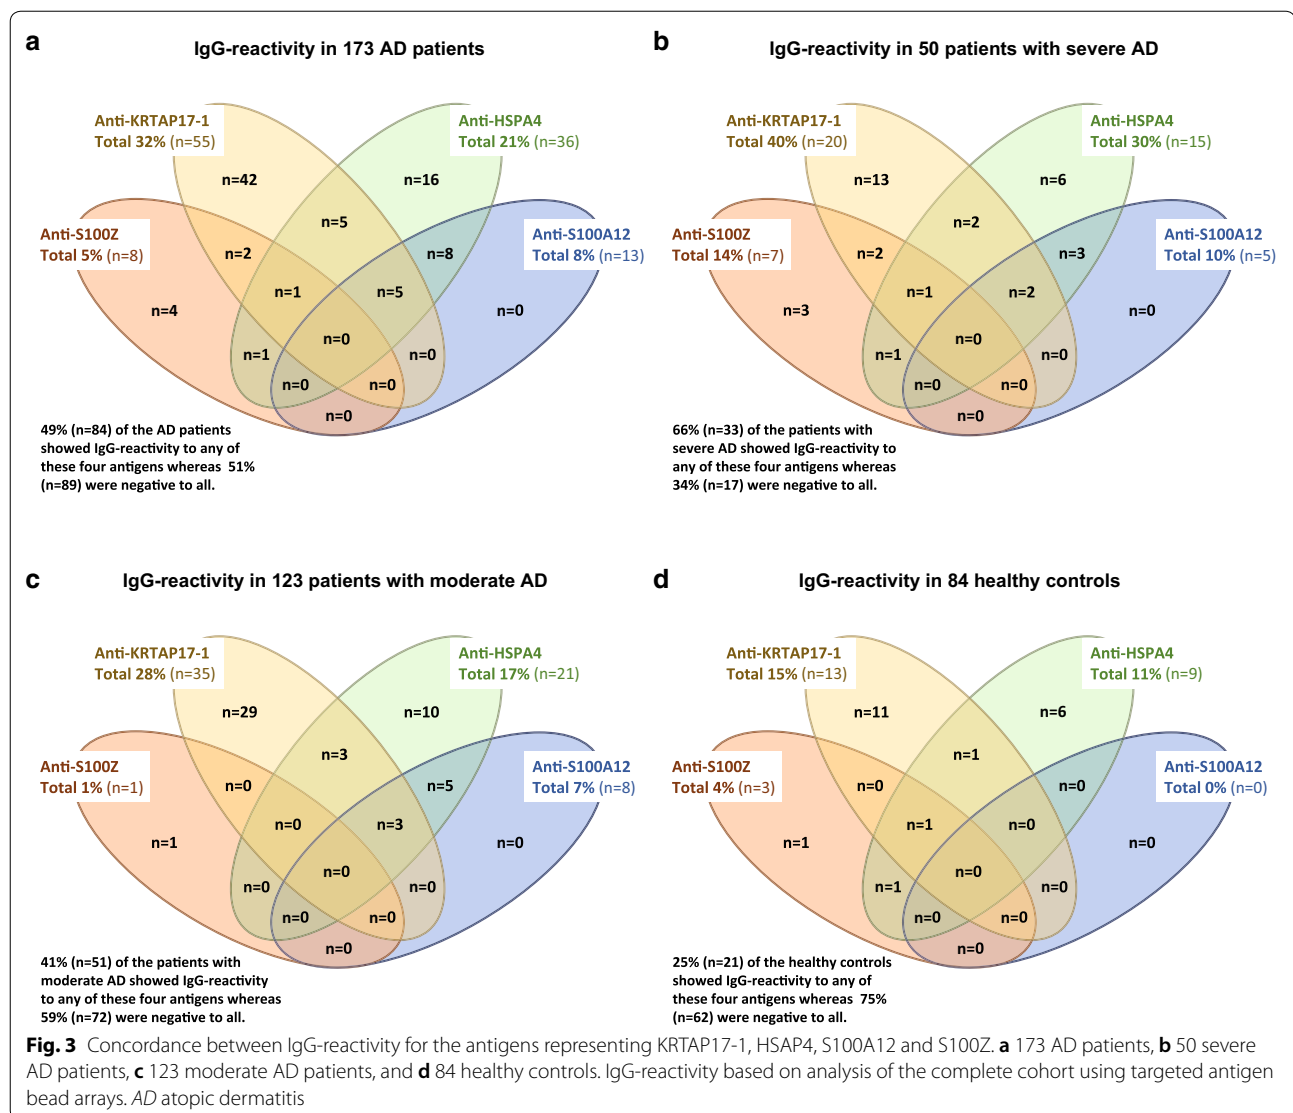 a
IgG-reactivity in 173 AD patients
Anti-KRTAP17-1
Total 32% (n=55)
Anti-HSPA4
Total 21% (n=36)
Anti-S100Z
Total 5% (n=8)
Anti-S100A12
Total 8% (n=13)
n=42
n=16
n=5
n=2
n=8
n=1
n=5
n=4
n=0
n=0
n=1
n=0
n=0
n=0
n=0
49% (n=84) of the AD patients
showed IgG-reactivity to any of
these four antigens whereas 51%
(n=89) were negative to all.
b
IgG-reactivity in 50 patients with severe AD
Anti-KRTAP17-1
Total 40% (n=20)
Anti-HSPA4
Total 30% (n=15)
Anti-S100Z
Total 14% (n=7)
Anti-S100A12
Total 10% (n=5)
n=13
n=6
n=2
n=2
n=3
n=1
n=2
n=3
n=0
n=0
n=1
n=0
n=0
n=0
n=0
66% (n=33) of the patients with
severe AD showed IgG-reactivity to
any of these four antigens whereas
34% (n=17) were negative to all.
c
IgG-reactivity in 123 patients with moderate AD
Anti-KRTAP17-1
Total 28% (n=35)
Anti-HSPA4
Total 17% (n=21)
Anti-S100Z
Total 1% (n=1)
Anti-S100A12
Total 7% (n=8)
n=29
n=10
n=3
n=0
n=5
n=0
n=3
n=1
n=0
n=0
n=0
n=0
n=0
n=0
n=0
41% (n=51) of the patients with
moderate AD showed IgG-reactivity
to any of these four antigens whereas
59% (n=72) were negative to all.
d
IgG-reactivity in 84 healthy controls
Anti-KRTAP17-1
Total 15% (n=13)
Anti-HSPA4
Total 11% (n=9)
Anti-S100Z
Total 4% (n=3)
Anti-S100A12
Total 0% (n=0)
n=11
n=6
n=1
n=0
n=0
n=1
n=0
n=1
n=0
n=0
n=1
n=0
n=0
n=0
n=0
25% (n=21) of the healthy controls
showed IgG-reactivity to any of
these four antigens whereas 75%
(n=62) were negative to all.
Fig. 3 Concordance between IgG-reactivity for the antigens representing KRTAP17-1, HSAP4, S100A12 and S100Z. a 173 AD patients, b 50 severe
AD patients, c 123 moderate AD patients, and d 84 healthy controls. IgG-reactivity based on analysis of the complete cohort using targeted antigen
bead arrays. AD atopic dermatitis